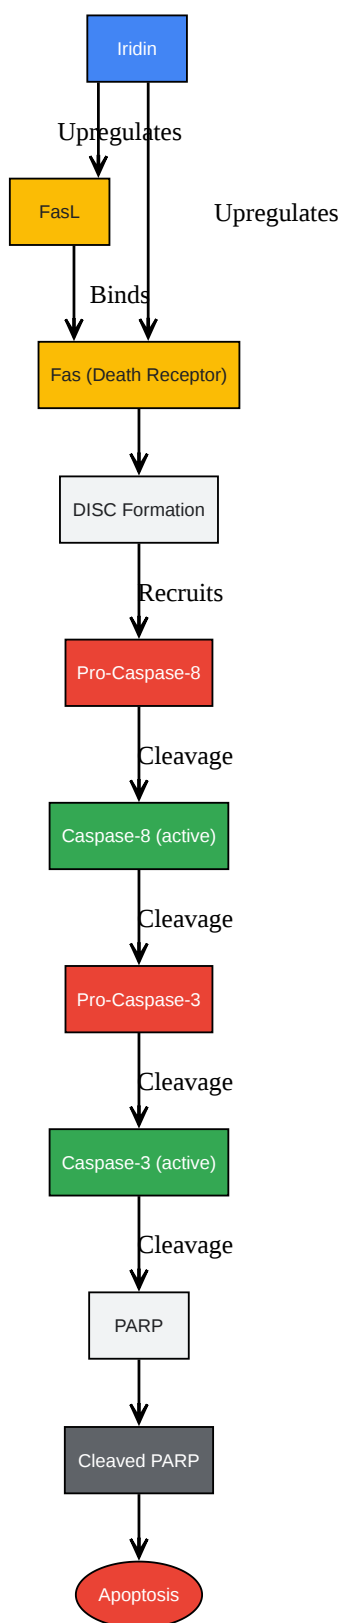 Iridin
Upregulates
FasL
Upregulates
Binds
Fas (Death Receptor)
DISC Formation
Recruits
Pro-Caspase-8
Cleavage
Caspase-8 (active)
Cleavage
Pro-Caspase-3
Cleavage
Caspase-3 (active)
Cleavage
PARP
Cleaved PARP
Apoptosis